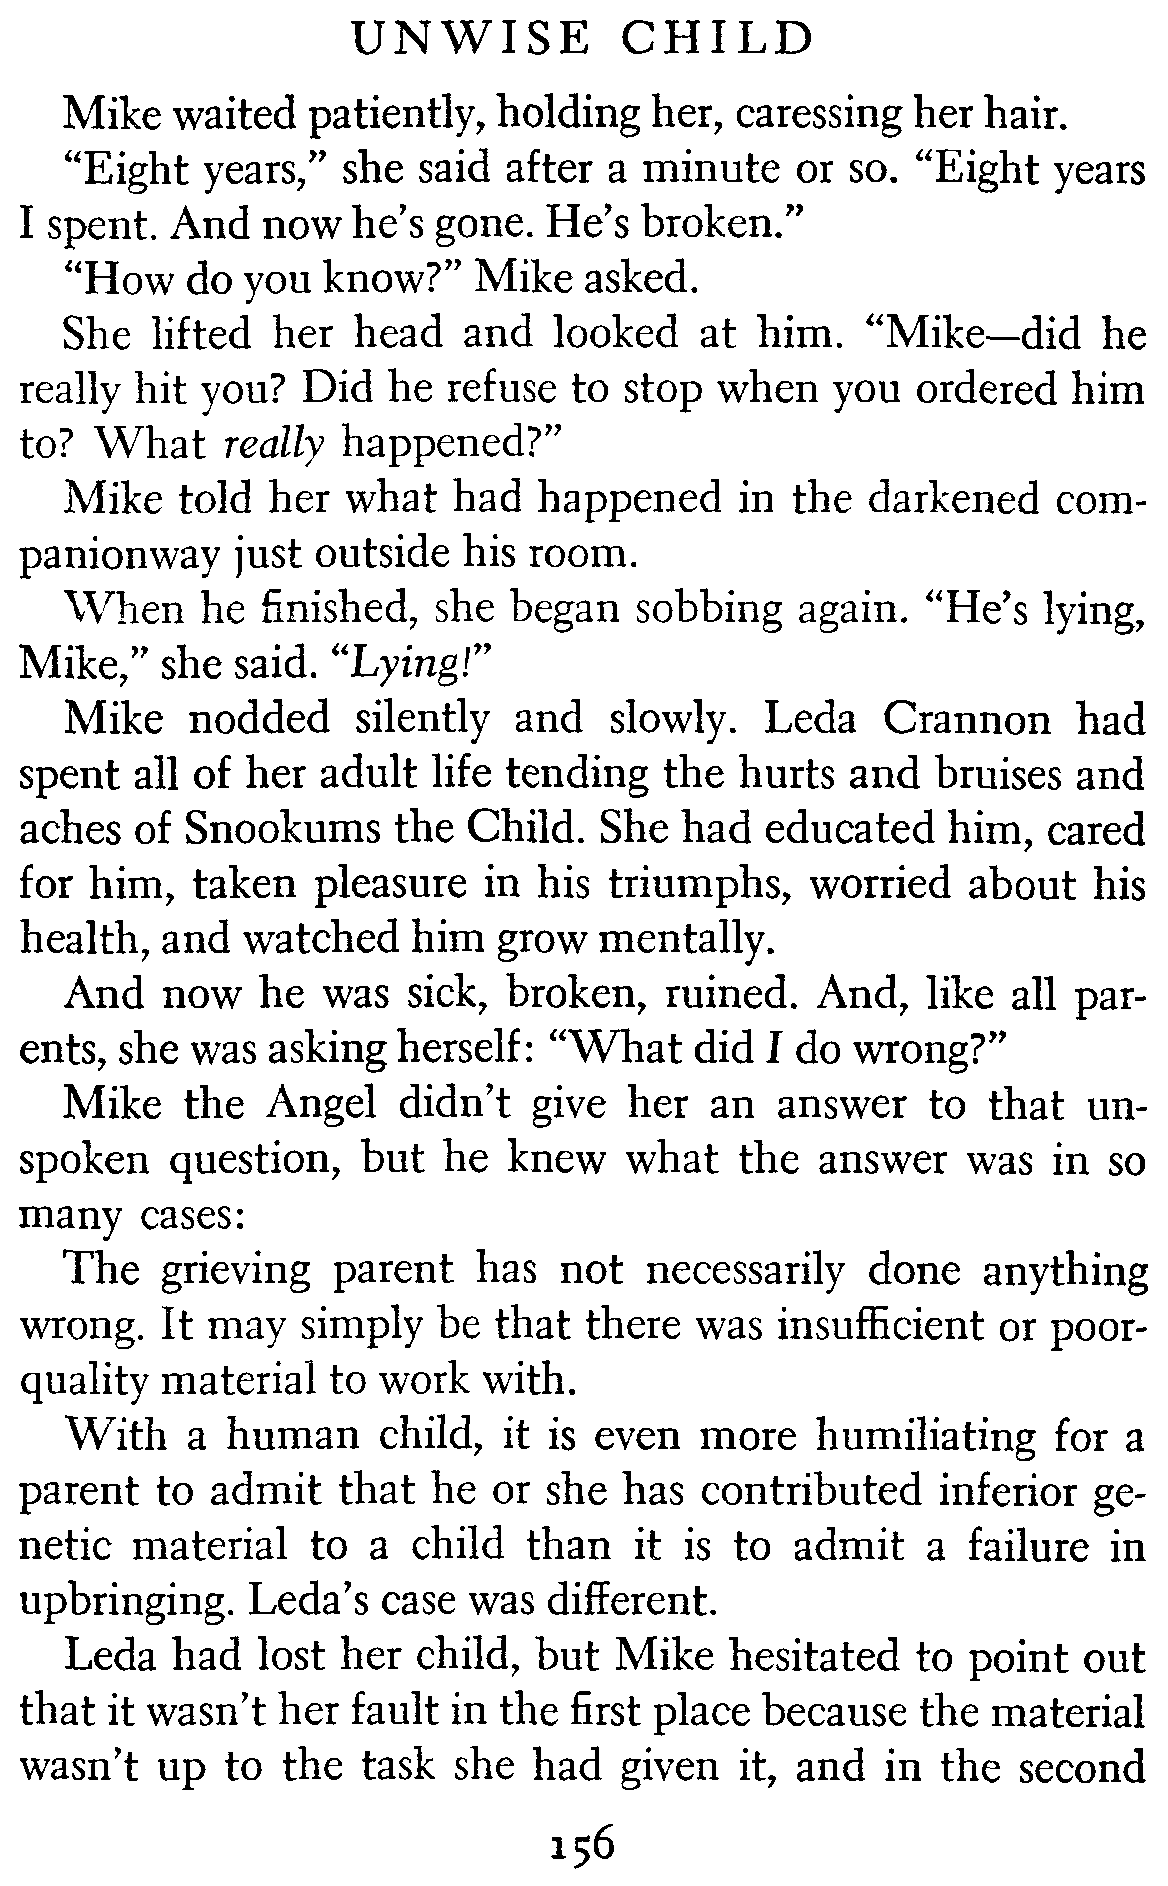 UNWISE CHILD
Mike waited patiently, holding her, caressing her hair.
“Eight years,” she said after a minute or so. “Eight years
I spent. And now he’s gone. He’s broken.”
“How do you know?” Mike asked.
She lifted her head and looked at him. “Mike—did he
really hit you? Did he refuse to stop when you ordered him
to? What really happened?”
Mike told her what had happened in the darkened com-
panionway just outside his room.
When he finished, she began sobbing again. “He’s lying,
Mike,” she said. “Lying!”
Mike nodded silently and slowly. Leda Crannon had
spent all of her adult life tending the hurts and bruises and
aches of Snookums the Child. She had educated him, cared
for him, taken pleasure in his triumphs, worried about his
health, and watched him grow mentally.
And now he was sick, broken, ruined. And, like all par-
ents, she was asking herself: “What did I do wrong?”
Mike the Angel didn’t give her an answer to that un-
spoken question, but he knew what the answer was in so
many cases:
The grieving parent has not necessarily done anything
wrong. It may simply be that there was insufficient or poor-
quality material to work with.
With a human child, it is even more humiliating for a
parent to admit that he or she has contributed inferior ge-
netic material to a child than it is to admit a failure in
upbringing. Leda’s case was different.
Leda had lost her child, but Mike hesitated to point out
that it wasn’t her fault in the first place because the material
wasn’t up to the task she had given it, and in the second
156